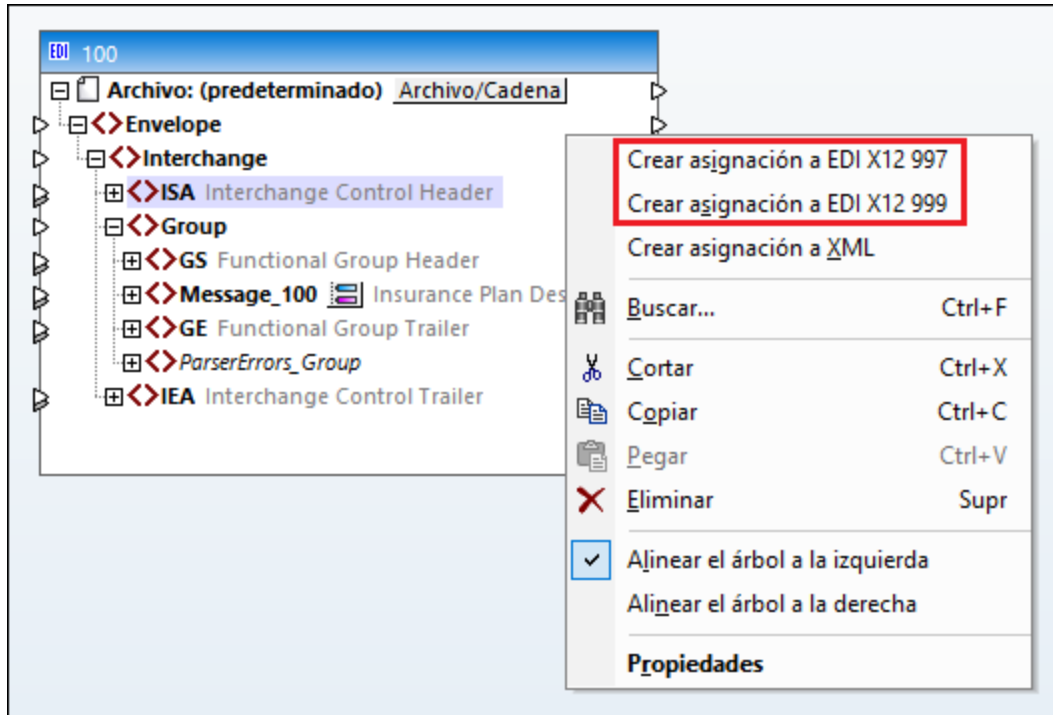 EDI 100
Archivo: (predeterminado) Archivo/Cadena
Envelope
Interchange
ISA Interchange Control Header
Group
GS Functional Group Header
Message_100 Insurance Plan Des
GE Functional Group Trailer
ParserErrors_Group
IEA Interchange Control Trailer
Crear asignación a EDI X12 997
Crear asignación a EDI X12 999
Crear asignación a XML
Buscar... Ctrl+F
Cortar Ctrl+X
Copiar Ctrl+C
Pegar Ctrl+V
Eliminar Supr
Alinear el árbol a la izquierda
Alinear el árbol a la derecha
Propiedades